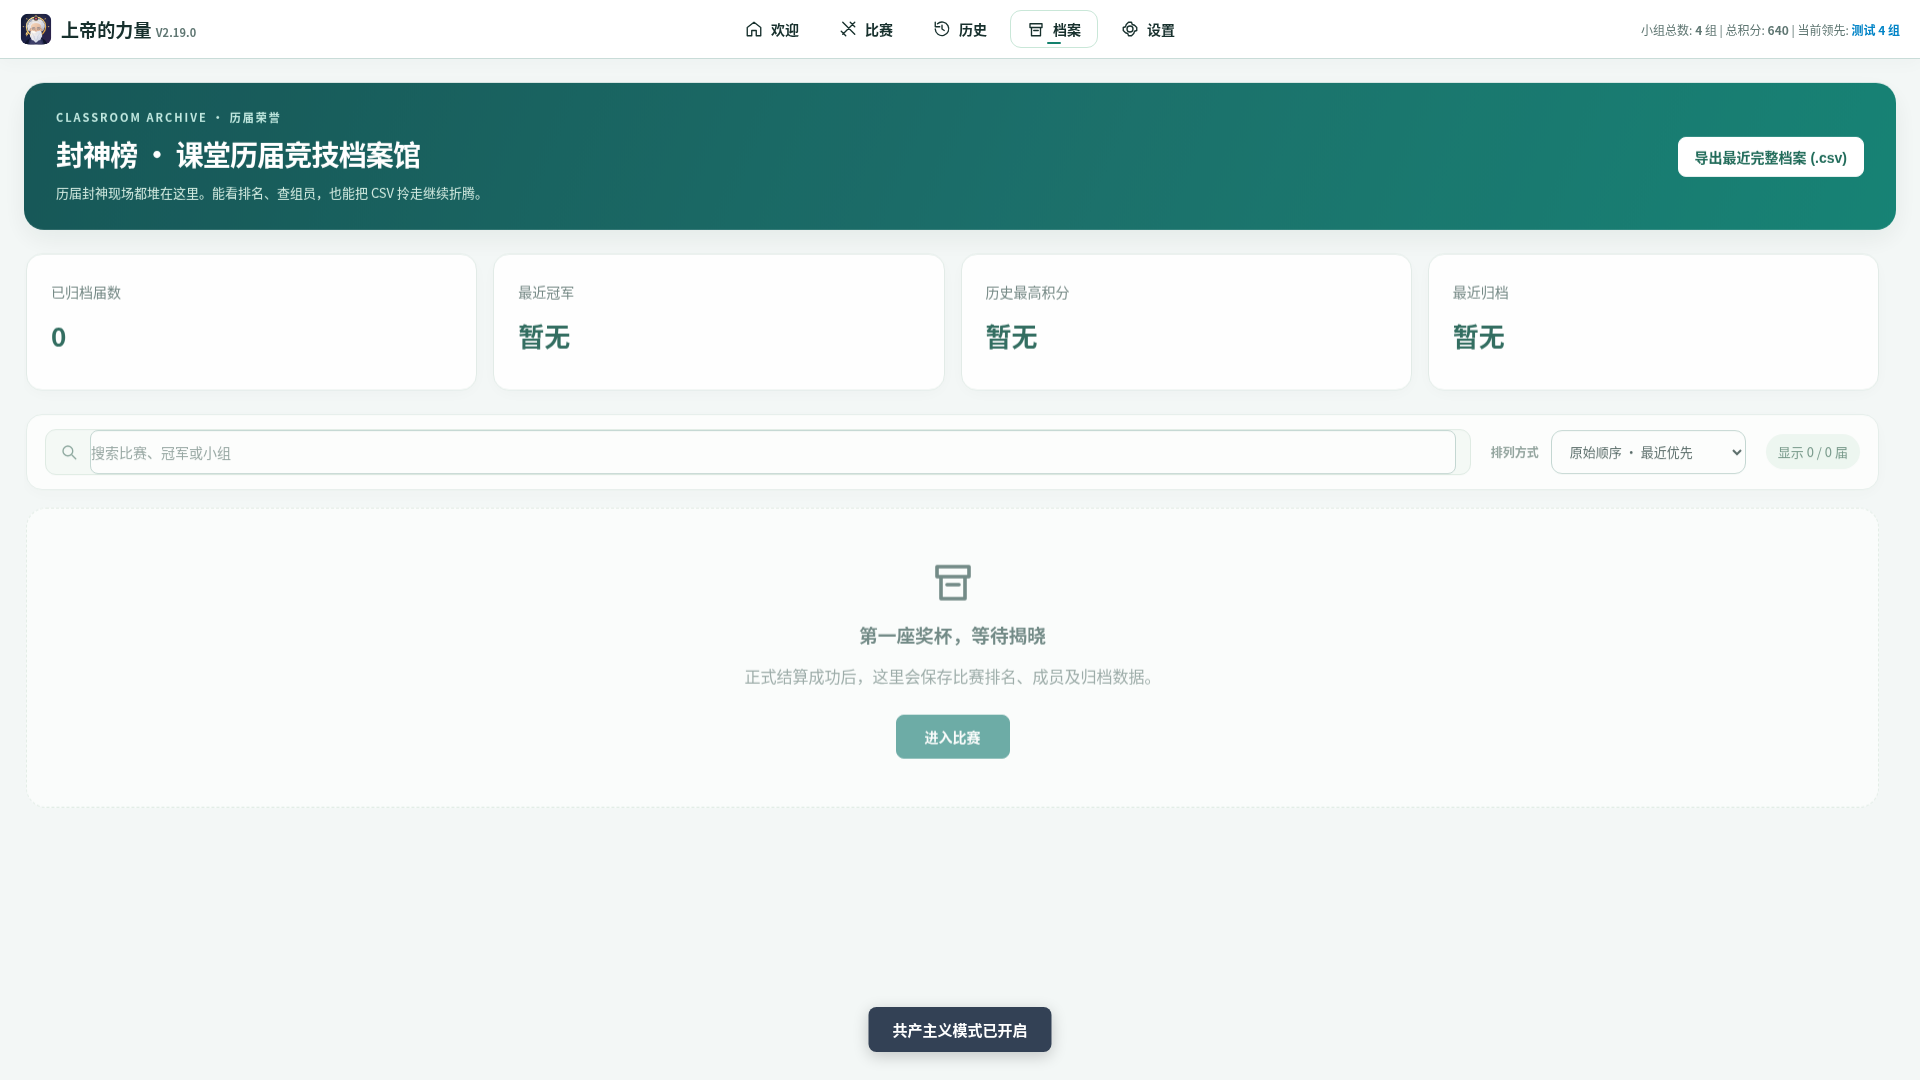 上帝的力量 V2.19.0
欢迎
比赛
历史
档案
设置
小组总数: 4 组 | 总积分: 640 | 当前领先: 测试 4 组
CLASSROOM ARCHIVE · 历届荣誉
封神榜 · 课堂历届竞技档案馆
历届封神现场都堆在这里。能看排名、查组员，也能把 CSV 拎走继续折腾。
导出最近完整档案 (.csv)
已归档届数
0
最近冠军
暂无
历史最高积分
暂无
最近归档
暂无
搜索比赛、冠军或小组
排列方式
原始顺序 · 最近优先
显示 0 / 0 届
第一座奖杯，等待揭晓
正式结算成功后，这里会保存比赛排名、成员及归档数据。
进入比赛
共产主义模式已开启